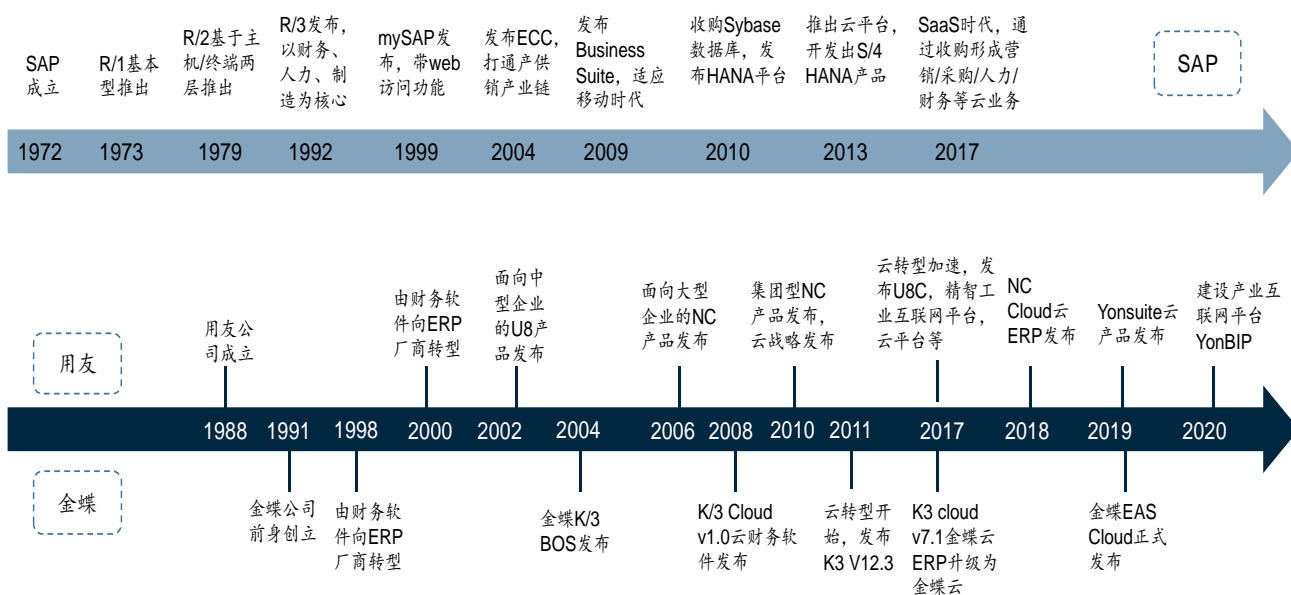 SAP
成立
R/1基本
型推出
R/2基于主
机/终端两
层推出
R/3发布，
以财务、
人力、制
造为核心
mySAP发
布，带web
访问功能
发布ECC，
打通产供
销产业链
发布
Business
Suite，适应
移动时代
收购Sybase
数据库，发
布HANA平台
推出云平台，
开发出S/4
HANA产品
SaaS时代，通
过收购形成营
销/采购/人力/
财务等云业务
SAP
1972 1973 1979 1992 1999 2004 2009 2010 2013 2017
用友
用友公
司成立
由财务软
件向ERP
厂商转型
面向中
型企业
的U8产
品发布
面向大型
企业的NC
产品发布
集团型NC
产品发布，
云战略发布
云转型加速，发
布U8C，精智工
业互联网平台，
云平台等
NC
Cloud云
ERP发布
Yonsuite云
产品发布
建设产业互
联网平台
YonBIP
1988 1991 1998 2000 2002 2004 2006 2008 2010 2011 2017 2018 2019 2020
金蝶
金蝶公司
前身创立
由财务软
件向ERP
厂商转型
金蝶K/3
BOS发布
K/3 Cloud
v1.0云财务软
件发布
云转型开
始，发布
K3 V12.3
K3 cloud
v7.1金蝶云
ERP升级为
金蝶云
金蝶EAS
Cloud正式
发布